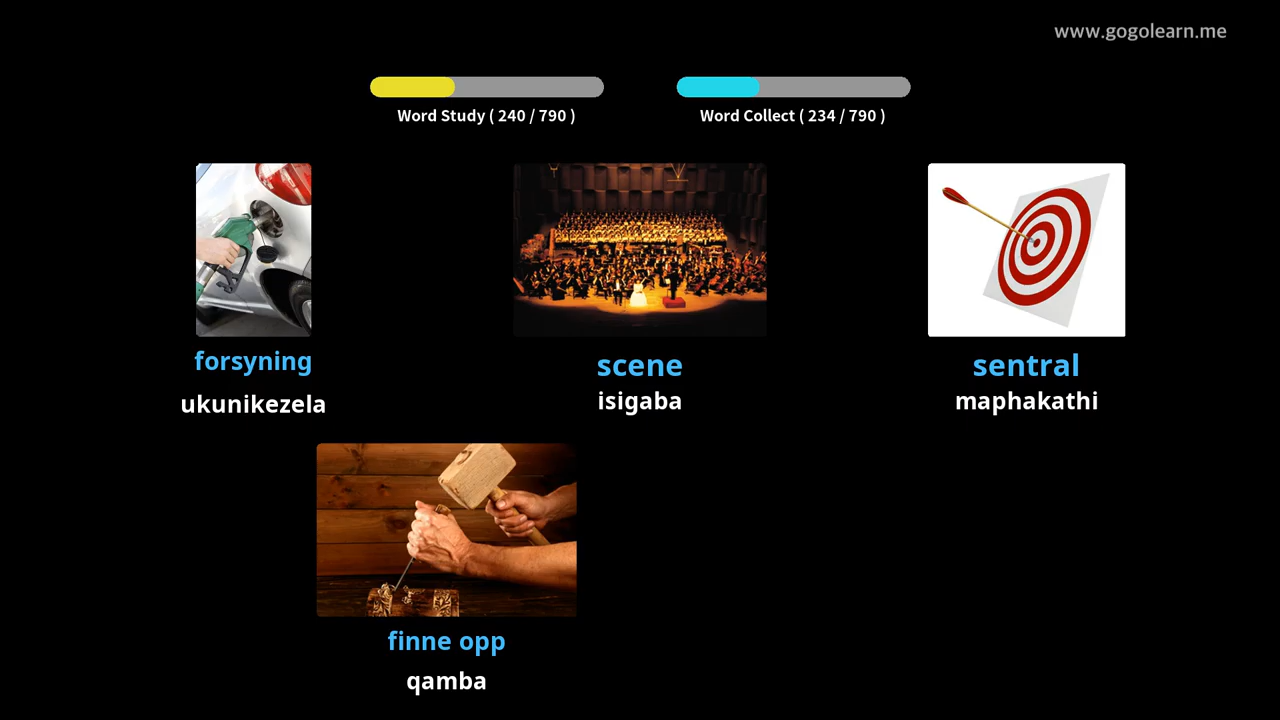 www.gogolearn.me
Word Study ( 240 / 790 )
Word Collect ( 234 / 790 )
forsyning
ukunikezela
scene
isigaba
sentral
maphakathi
finne opp
qamba